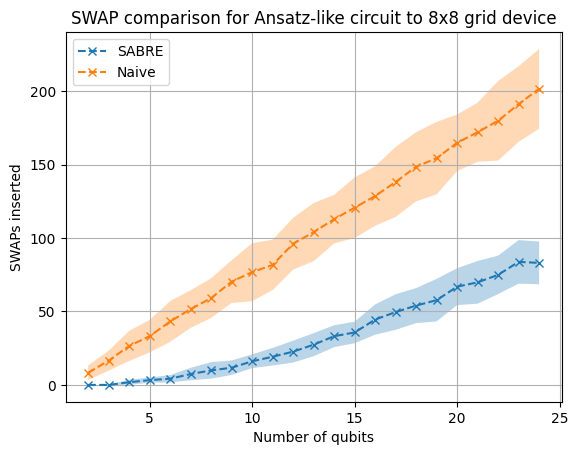 SWAP comparison for Ansatz-like circuit to 8x8 grid device
SABRE
Naive
SWAPs inserted
200
150
100
50
0
5
10
15
20
25
Number of qubits